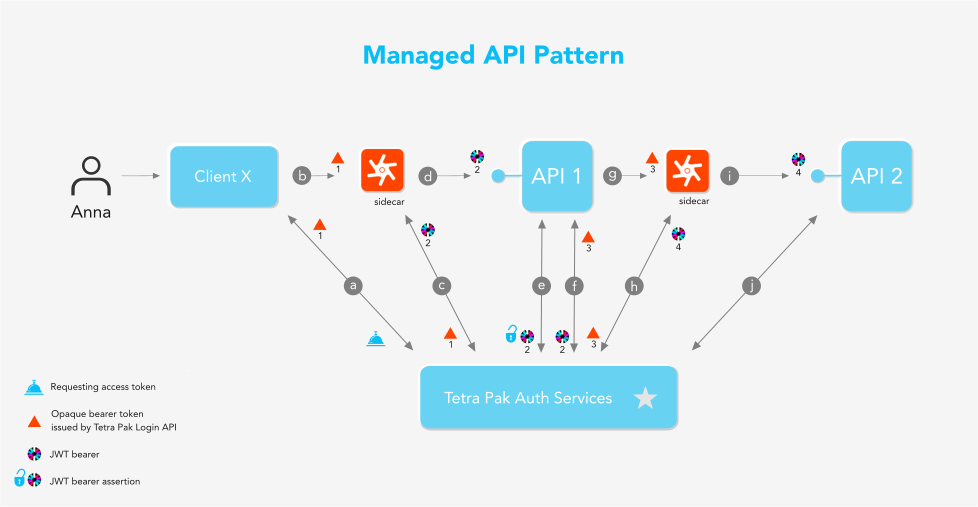 Managed API Pattern
1
2
3
4
Client X
b
d
API 1
g
i
API 2
sidecar
sidecar
Anna
1
2
3
4
a
c
e
f
h
j
1
2
2
3
Tetra Pak Auth Services
Requesting access token
Opaque bearer token
issued by Tetra Pak Login API
JWT bearer
JWT bearer assertion